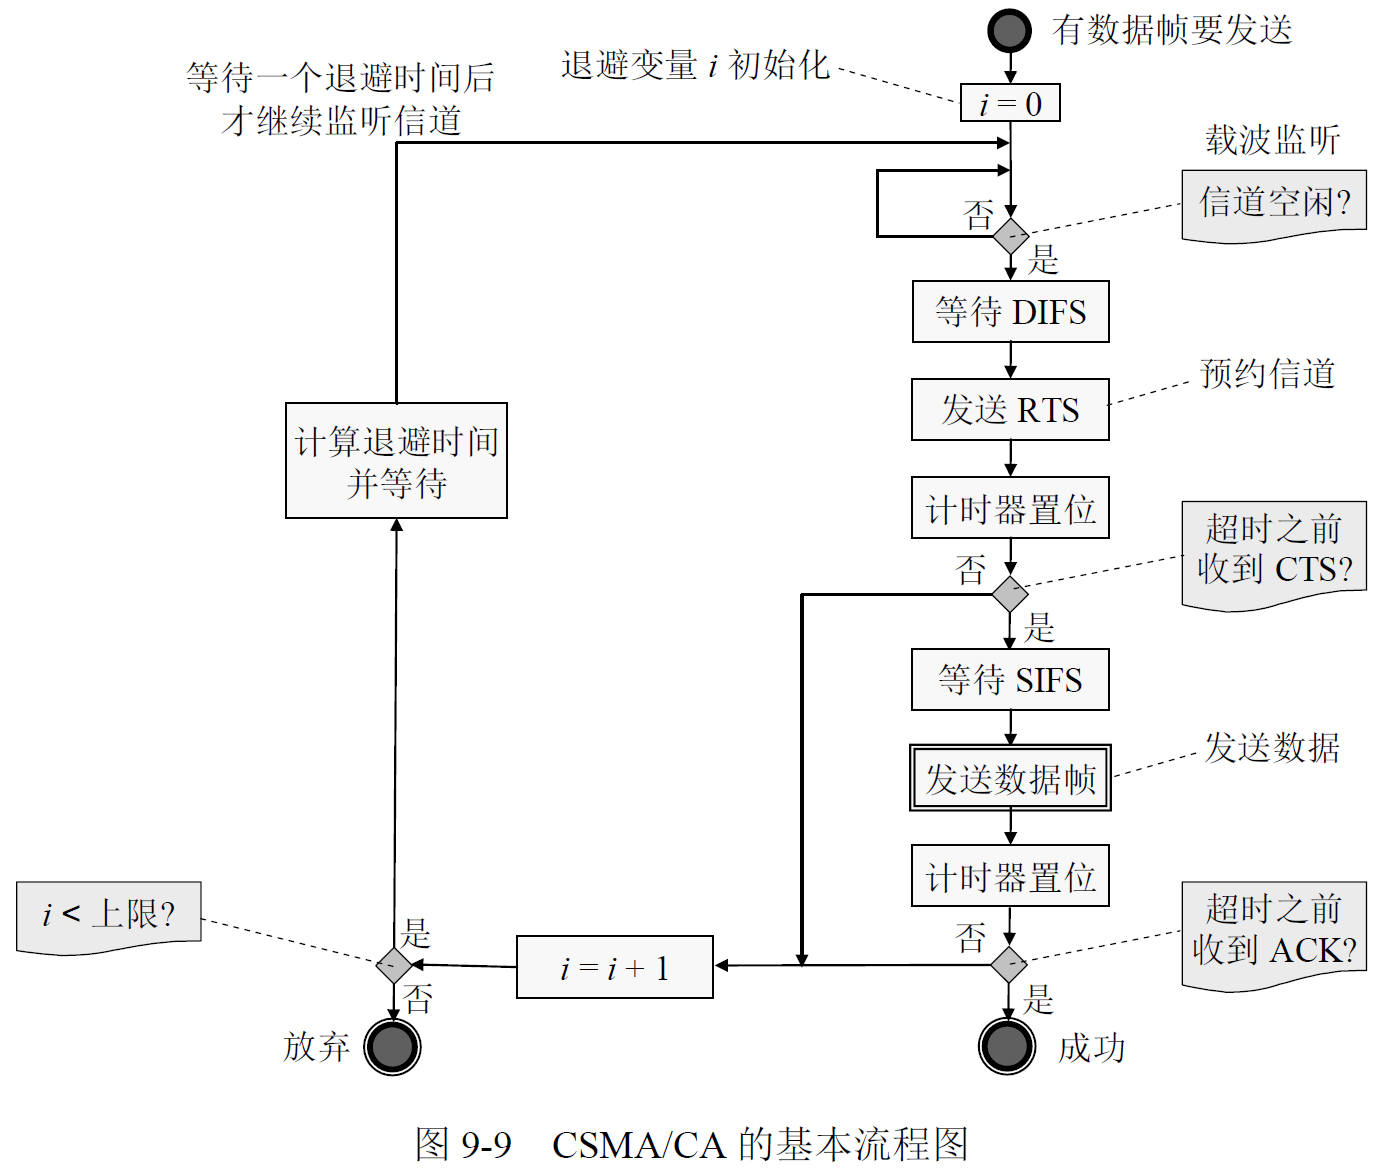 有数据帧要发送
退避变量 i 初始化
等待一个退避时间后
才继续监听信道
i = 0
载波监听
信道空闲?
否
是
等待 DIFS
预约信道
发送 RTS
计算退避时间
并等待
计时器置位
超时之前
收到 CTS?
否
是
等待 SIFS
发送数据
发送数据帧
计时器置位
i < 上限?
超时之前
收到 ACK?
是
否
i = i + 1
否
是
放弃
成功
图 9-9 CSMA/CA 的基本流程图